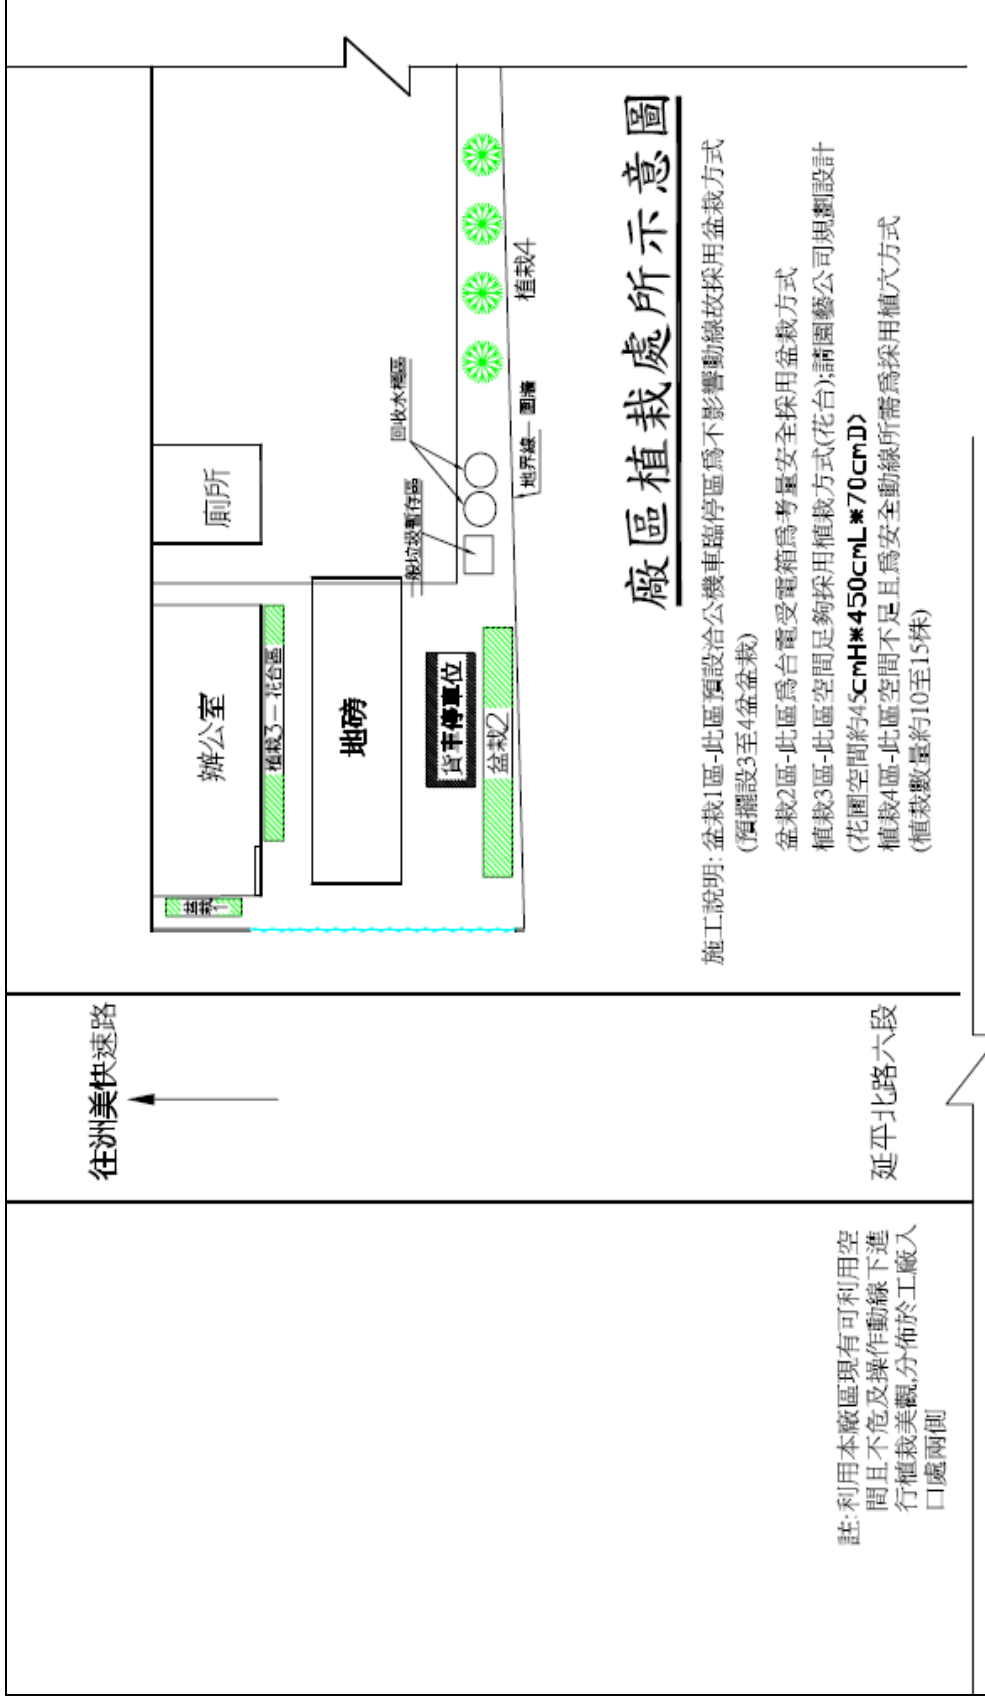 廠區植栽處所示意圖
往洲美快速路
延平北路六段
辦公室
廁所
盆栽1
植栽3－花台區
地磅
貨車停車位
盆栽2
一般垃圾暫存區
回收水桶區
地界線－圍牆
植栽4
施工說明: 盆栽1區-此區預設洽公機車臨停區爲不影響動線故採用盆栽方式
(預擺設3至4盆盆栽)
盆栽2區-此區爲台電受電箱爲考量安全採用盆栽方式
植栽3區-此區空間足夠採用植栽方式(花台);請園藝公司規劃設計
(花圃空間約45cmH*450cmL*70cmD)
植栽4區-此區空間不足且爲安全動線所需爲採用植穴方式
(植栽數量約10至15株)
註:利用本廠區現有可利用空
間且不危及操作動線下進
行植栽美觀,分佈於工廠入
口處兩側